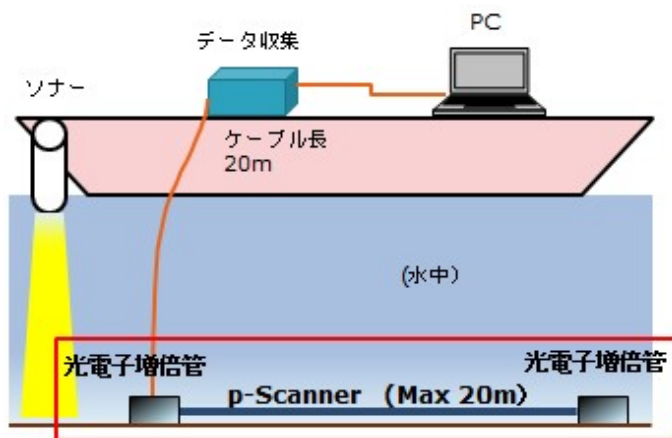 PC
データ収集
ソナー
ケーブル長
20m
(水中)
光電子増倍管
光電子増倍管
p-Scanner (Max 20m)